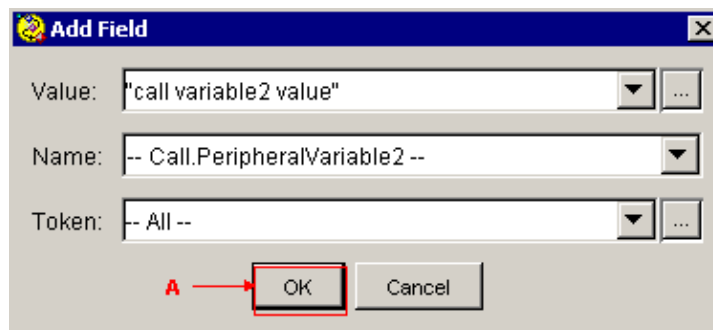 Add Field
Value: "call variable2 value" ...
Name: -- Call.PeripheralVariable2 --
Token: -- All -- ...
A OK Cancel